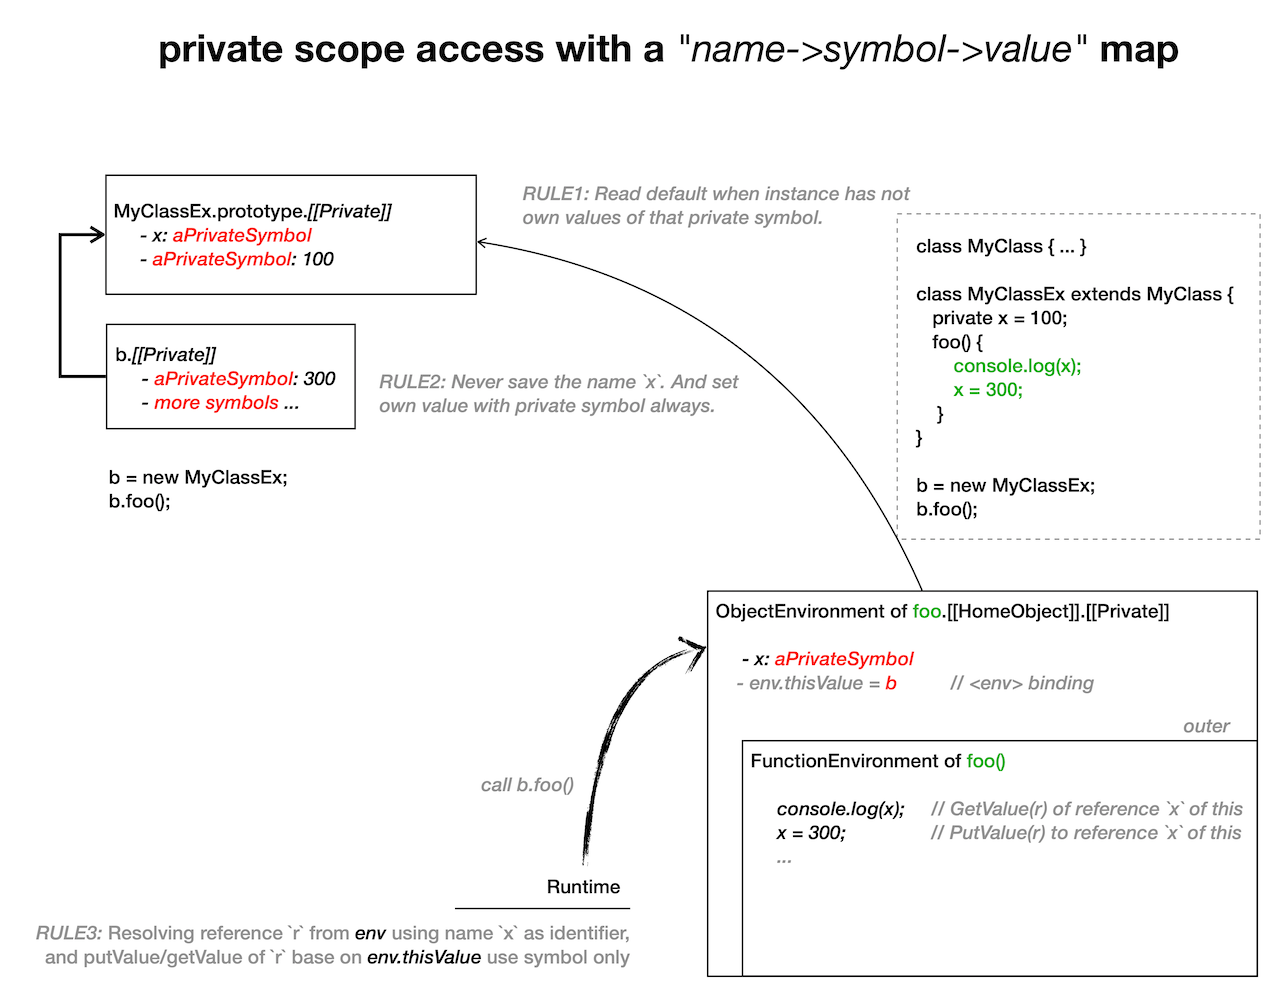 private scope access with a "name->symbol->value" map
MyClassEx.prototype.[[Private]]
- x: aPrivateSymbol
- aPrivateSymbol: 100
RULE1: Read default when instance has not
own values of that private symbol.
b.[[Private]]
- aPrivateSymbol: 300
- more symbols ...
RULE2: Never save the name `x`. And set
own value with private symbol always.
b = new MyClassEx;
b.foo();
class MyClass { ... }
class MyClassEx extends MyClass {
private x = 100;
foo() {
console.log(x);
x = 300;
}
}
b = new MyClassEx;
b.foo();
ObjectEnvironment of foo.[[HomeObject]].[[Private]]
- x: aPrivateSymbol
- env.thisValue = b // <env> binding
outer
FunctionEnvironment of foo()
console.log(x); // GetValue(r) of reference `x` of this
x = 300; // PutValue(r) to reference `x` of this
...
call b.foo()
Runtime
RULE3: Resolving reference `r` from env using name `x` as identifier,
and putValue/getValue of `r` base on env.thisValue use symbol only